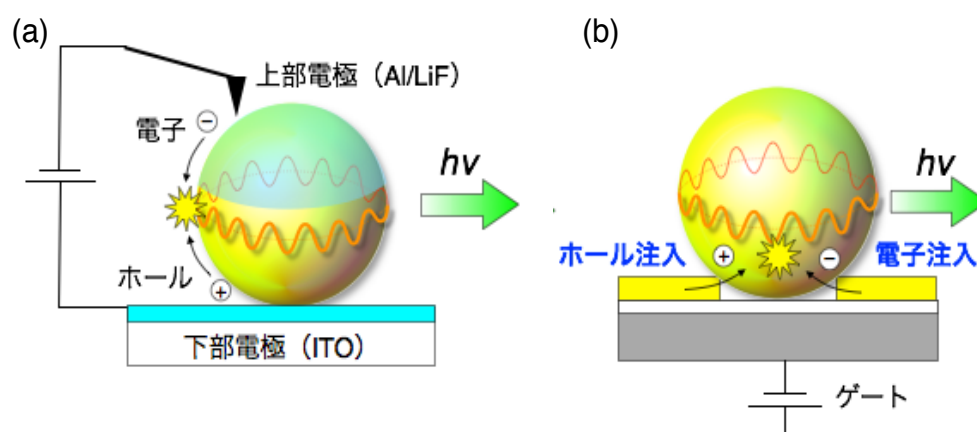 (a)
上部電極（Al/LiF）
電子
−
hν
ホール
+
下部電極（ITO）
(b)
hν
ホール注入
+
−
電子注入
ゲート